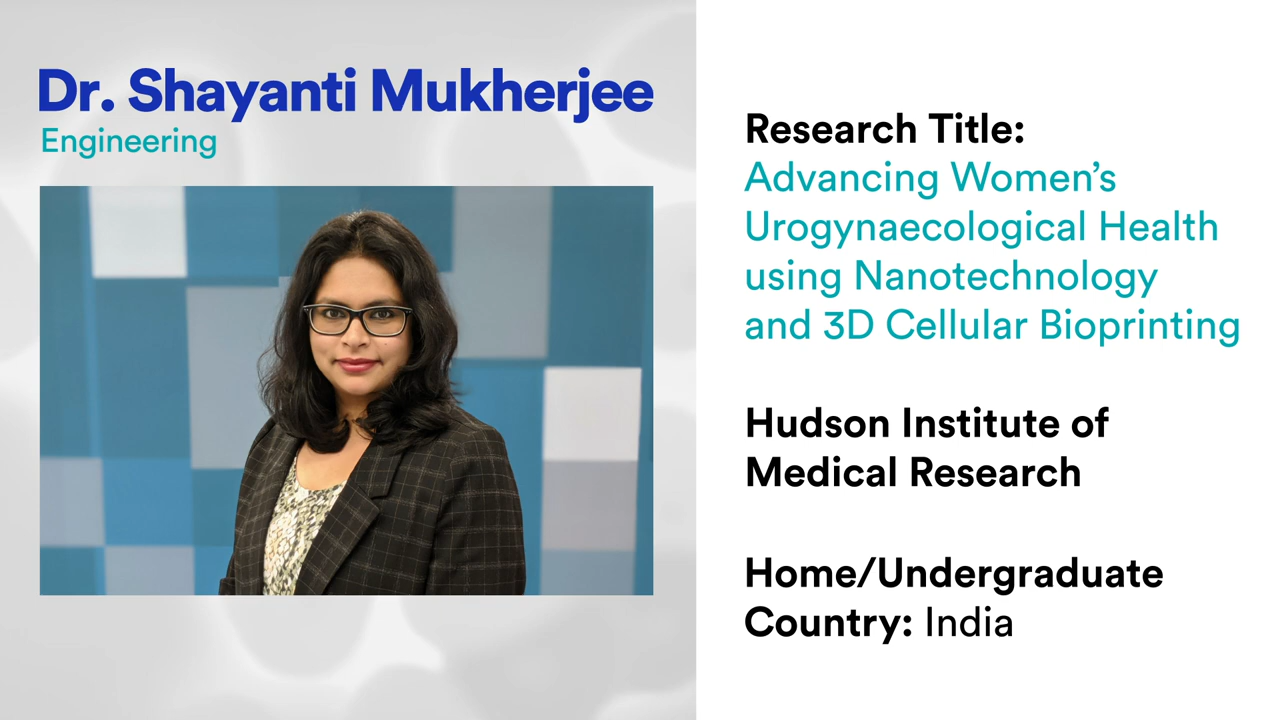 Dr. Shayanti Mukherjee
Engineering
Research Title:
Advancing Women’s
Urogynaecological Health
using Nanotechnology
and 3D Cellular Bioprinting
Hudson Institute of
Medical Research
Home/Undergraduate
Country: India